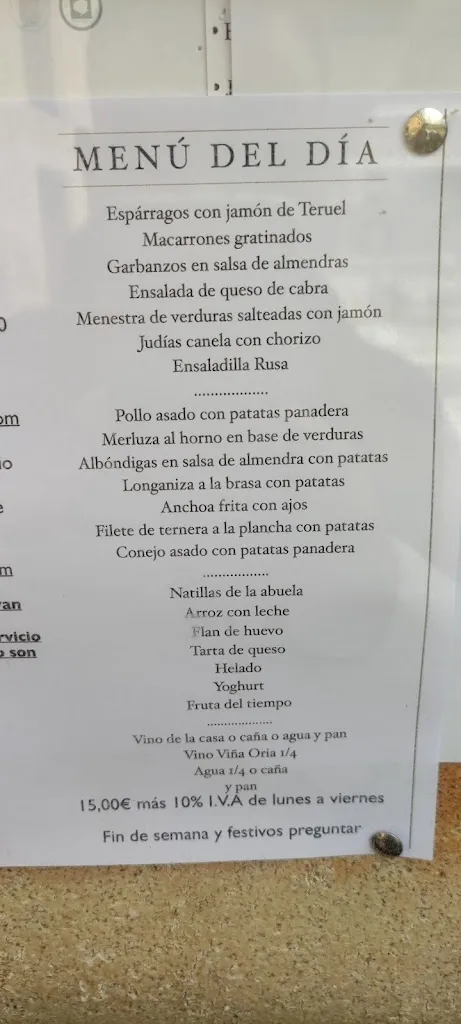 MENÚ DEL DÍA
Espárragos con jamón de Teruel
Macarrones gratinados
Garbanzos en salsa de almendras
Ensalada de queso de cabra
Menestra de verduras salteadas con jamón
Judías canela con chorizo
Ensaladilla Rusa
..................
Pollo asado con patatas panadera
Merluza al horno en base de verduras
Albóndigas en salsa de almendra con patatas
Longaniza a la brasa con patatas
Anchoa frita con ajos
Filete de ternera a la plancha con patatas
Conejo asado con patatas panadera
.................
Natillas de la abuela
Arroz con leche
Flan de huevo
Tarta de queso
Helado
Yoghurt
Fruta del tiempo
..................
Vino de la casa o caña o agua y pan
Vino Viña Oria 1/4
Agua 1/4 o caña
y pan
15,00€ más 10% I.V.A de lunes a viernes
Fin de semana y festivos preguntar
o son